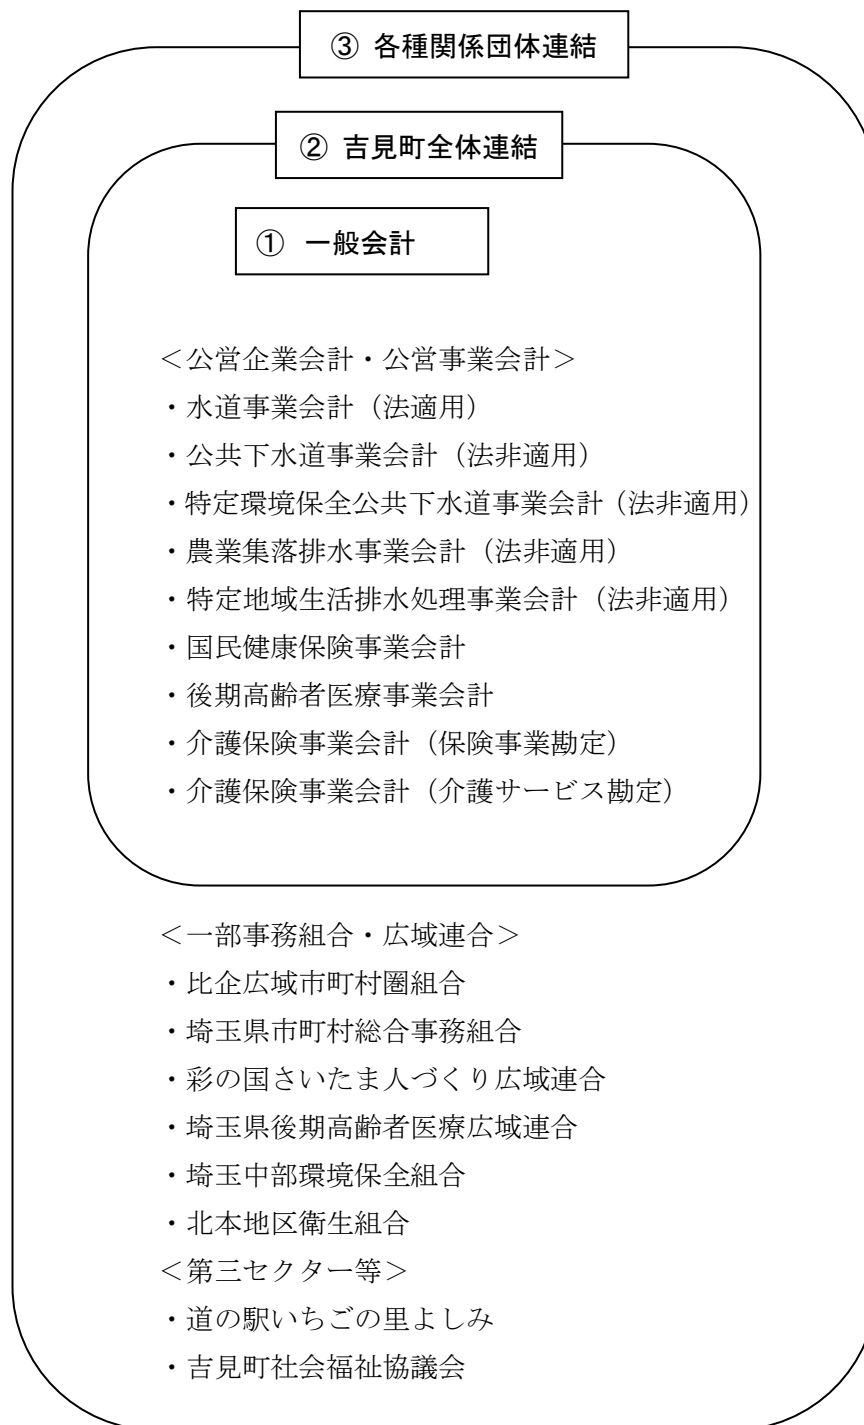 ③ 各種関係団体連結
② 吉見町全体連結
① 一般会計
＜公営企業会計・公営事業会計＞
・水道事業会計（法適用）
・公共下水道事業会計（法非適用）
・特定環境保全公共下水道事業会計（法非適用）
・農業集落排水事業会計（法非適用）
・特定地域生活排水処理事業会計（法非適用）
・国民健康保険事業会計
・後期高齢者医療事業会計
・介護保険事業会計（保険事業勘定）
・介護保険事業会計（介護サービス勘定）
＜一部事務組合・広域連合＞
・比企広域市町村圏組合
・埼玉県市町村総合事務組合
・彩の国さいたま人づくり広域連合
・埼玉県後期高齢者医療広域連合
・埼玉中部環境保全組合
・北本地区衛生組合
＜第三セクター等＞
・道の駅いちごの里よしみ
・吉見町社会福祉協議会